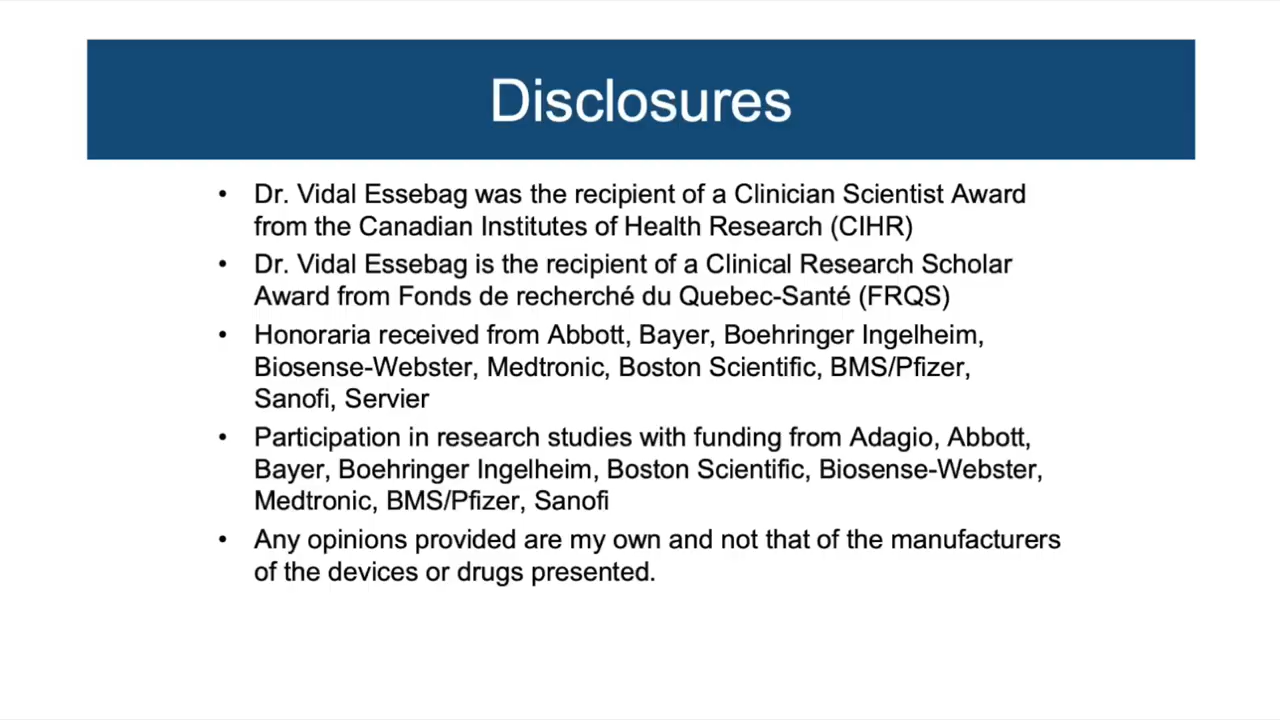 Disclosures
• Dr. Vidal Essebag was the recipient of a Clinician Scientist Award
from the Canadian Institutes of Health Research (CIHR)
• Dr. Vidal Essebag is the recipient of a Clinical Research Scholar
Award from Fonds de recherché du Quebec-Santé (FRQS)
• Honoraria received from Abbott, Bayer, Boehringer Ingelheim,
Biosense-Webster, Medtronic, Boston Scientific, BMS/Pfizer,
Sanofi, Servier
• Participation in research studies with funding from Adagio, Abbott,
Bayer, Boehringer Ingelheim, Boston Scientific, Biosense-Webster,
Medtronic, BMS/Pfizer, Sanofi
• Any opinions provided are my own and not that of the manufacturers
of the devices or drugs presented.